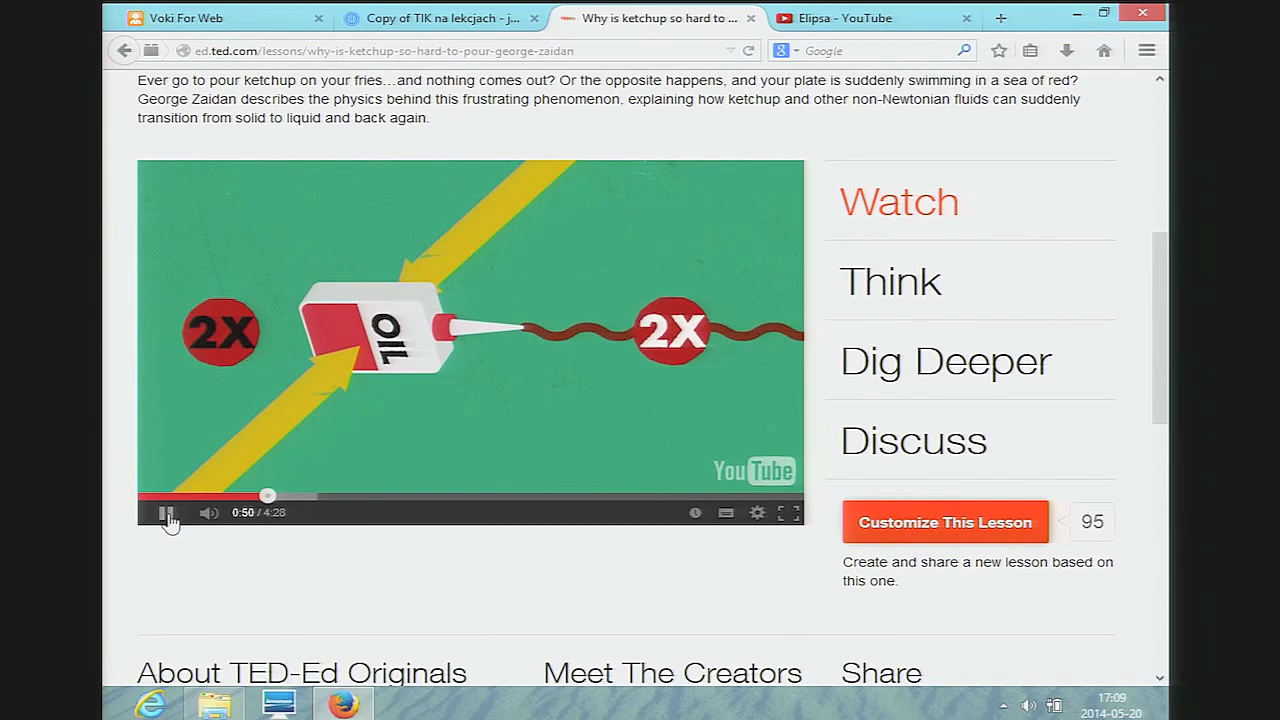 Voki For Web
Copy of TIK na lekcjach - j...
Why is ketchup so hard to ...
Elipsa - YouTube
ed.ted.com/lessons/why-is-ketchup-so-hard-to-pour-george-zaidan
Google
Ever go to pour ketchup on your fries...and nothing comes out? Or the opposite happens, and your plate is suddenly swimming in a sea of red?
George Zaidan describes the physics behind this frustrating phenomenon, explaining how ketchup and other non-Newtonian fluids can suddenly
transition from solid to liquid and back again.
2X
OIL
2X
YouTube
0:50 / 4:28
Watch
Think
Dig Deeper
Discuss
Customize This Lesson
95
Create and share a new lesson based on
this one.
About TED-Ed Originals
Meet The Creators
Share
17:09
2014-05-20